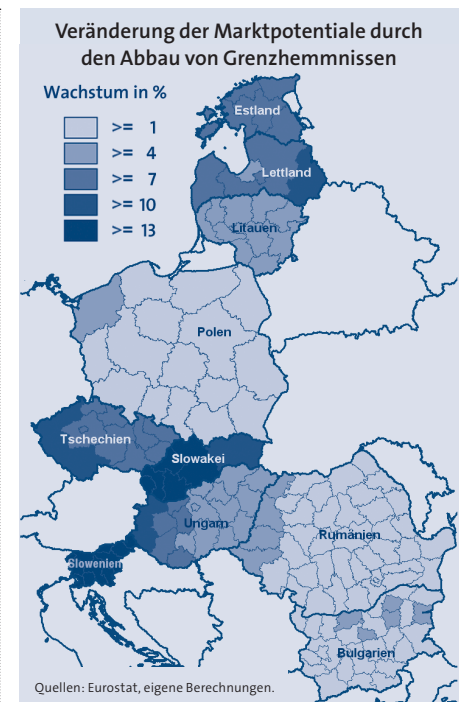 Veränderung der Marktpotentiale durch
den Abbau von Grenzhemmnissen
Wachstum in %
>= 1
>= 4
>= 7
>= 10
>= 13
Estland
Lettland
Litauen
Polen
Tschechien
Slowakei
Ungarn
Rumänien
Slowenien
Bulgarien
Quellen: Eurostat, eigene Berechnungen.